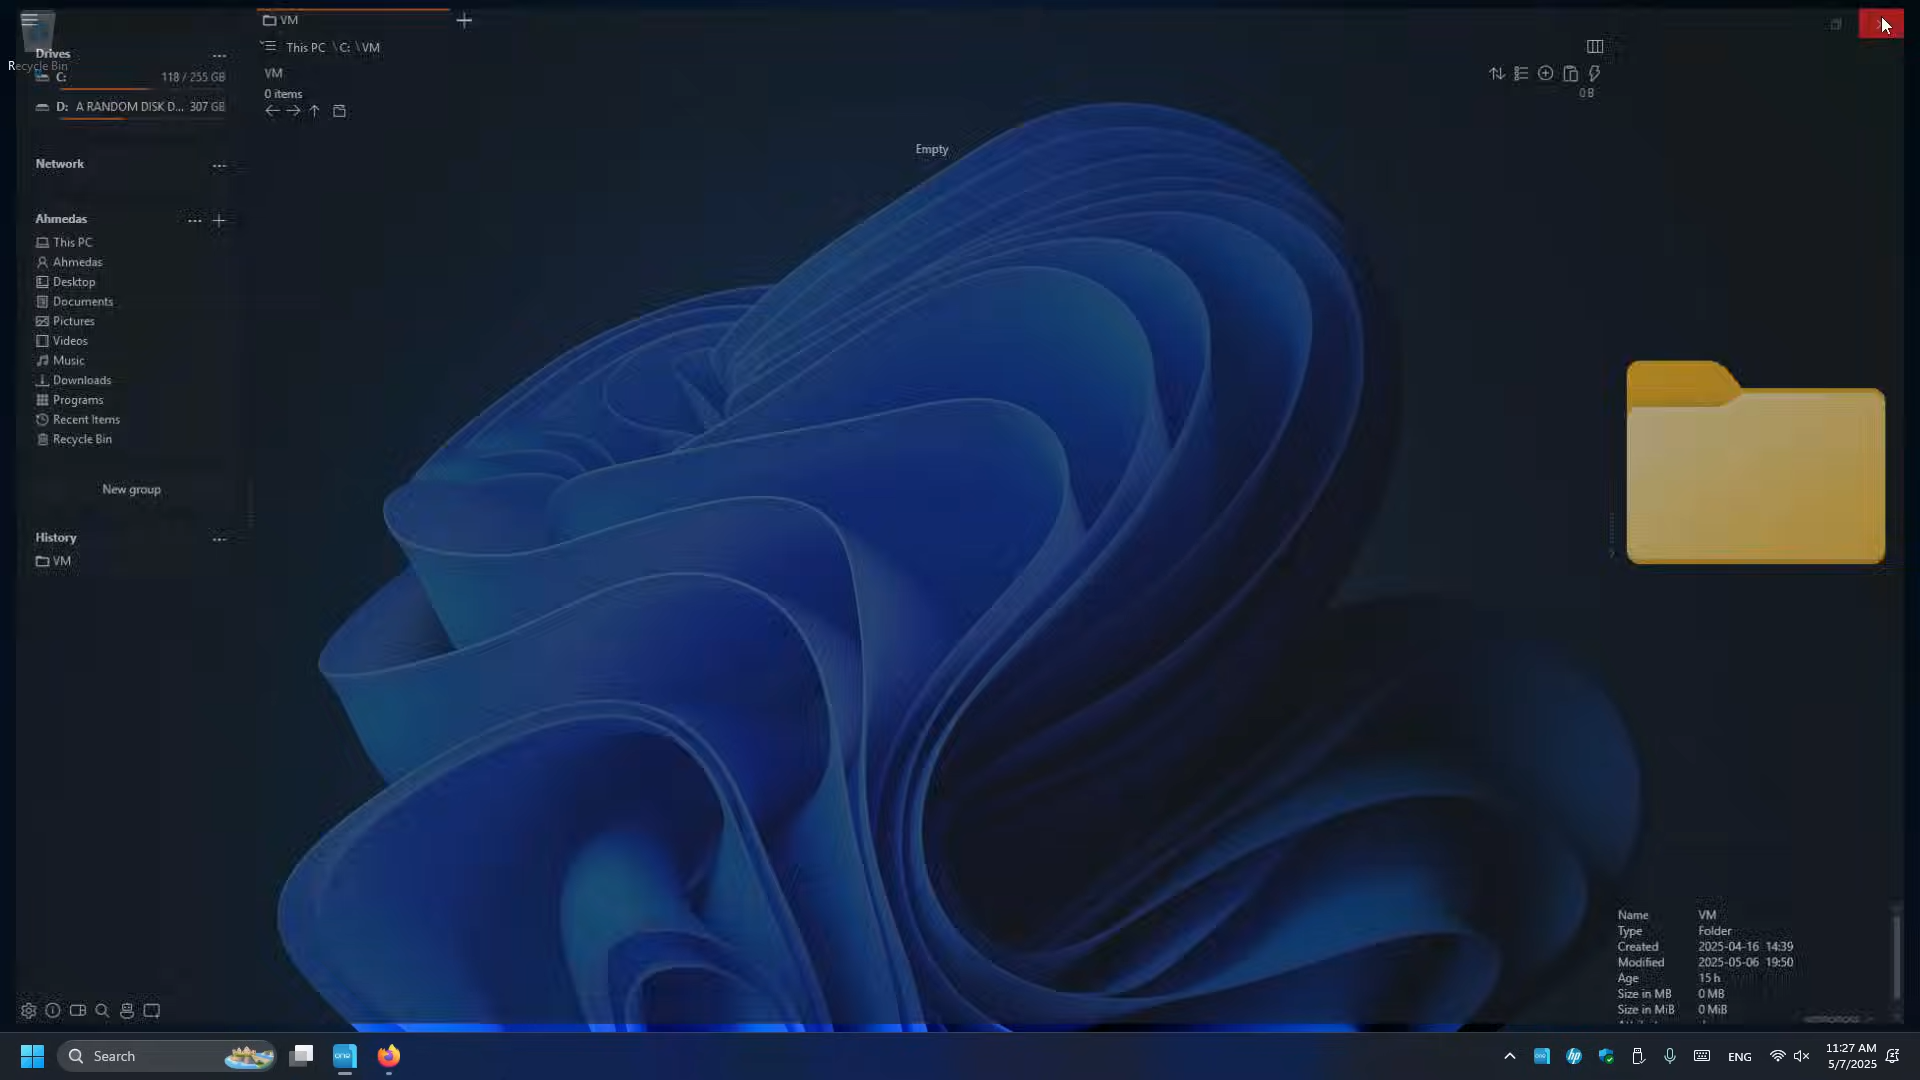 Recycle Bin
Drives
C: 118 / 255 GB
D: A RANDOM DISK D... 307 GB
Network
Ahmedas
This PC
Ahmedas
Desktop
Documents
Pictures
Videos
Music
Downloads
Programs
Recent Items
Recycle Bin
New group
History
VM
VM
This PC \ C: \ VM
VM
0 items
0 B
Empty
Name VM
Type Folder
Created 2025-04-16 14:39
Modified 2025-05-06 19:50
Age 15 h
Size in MB 0 MB
Size in MiB 0 MiB
Search
one
one
hp
ENG
11:27 AM
5/7/2025